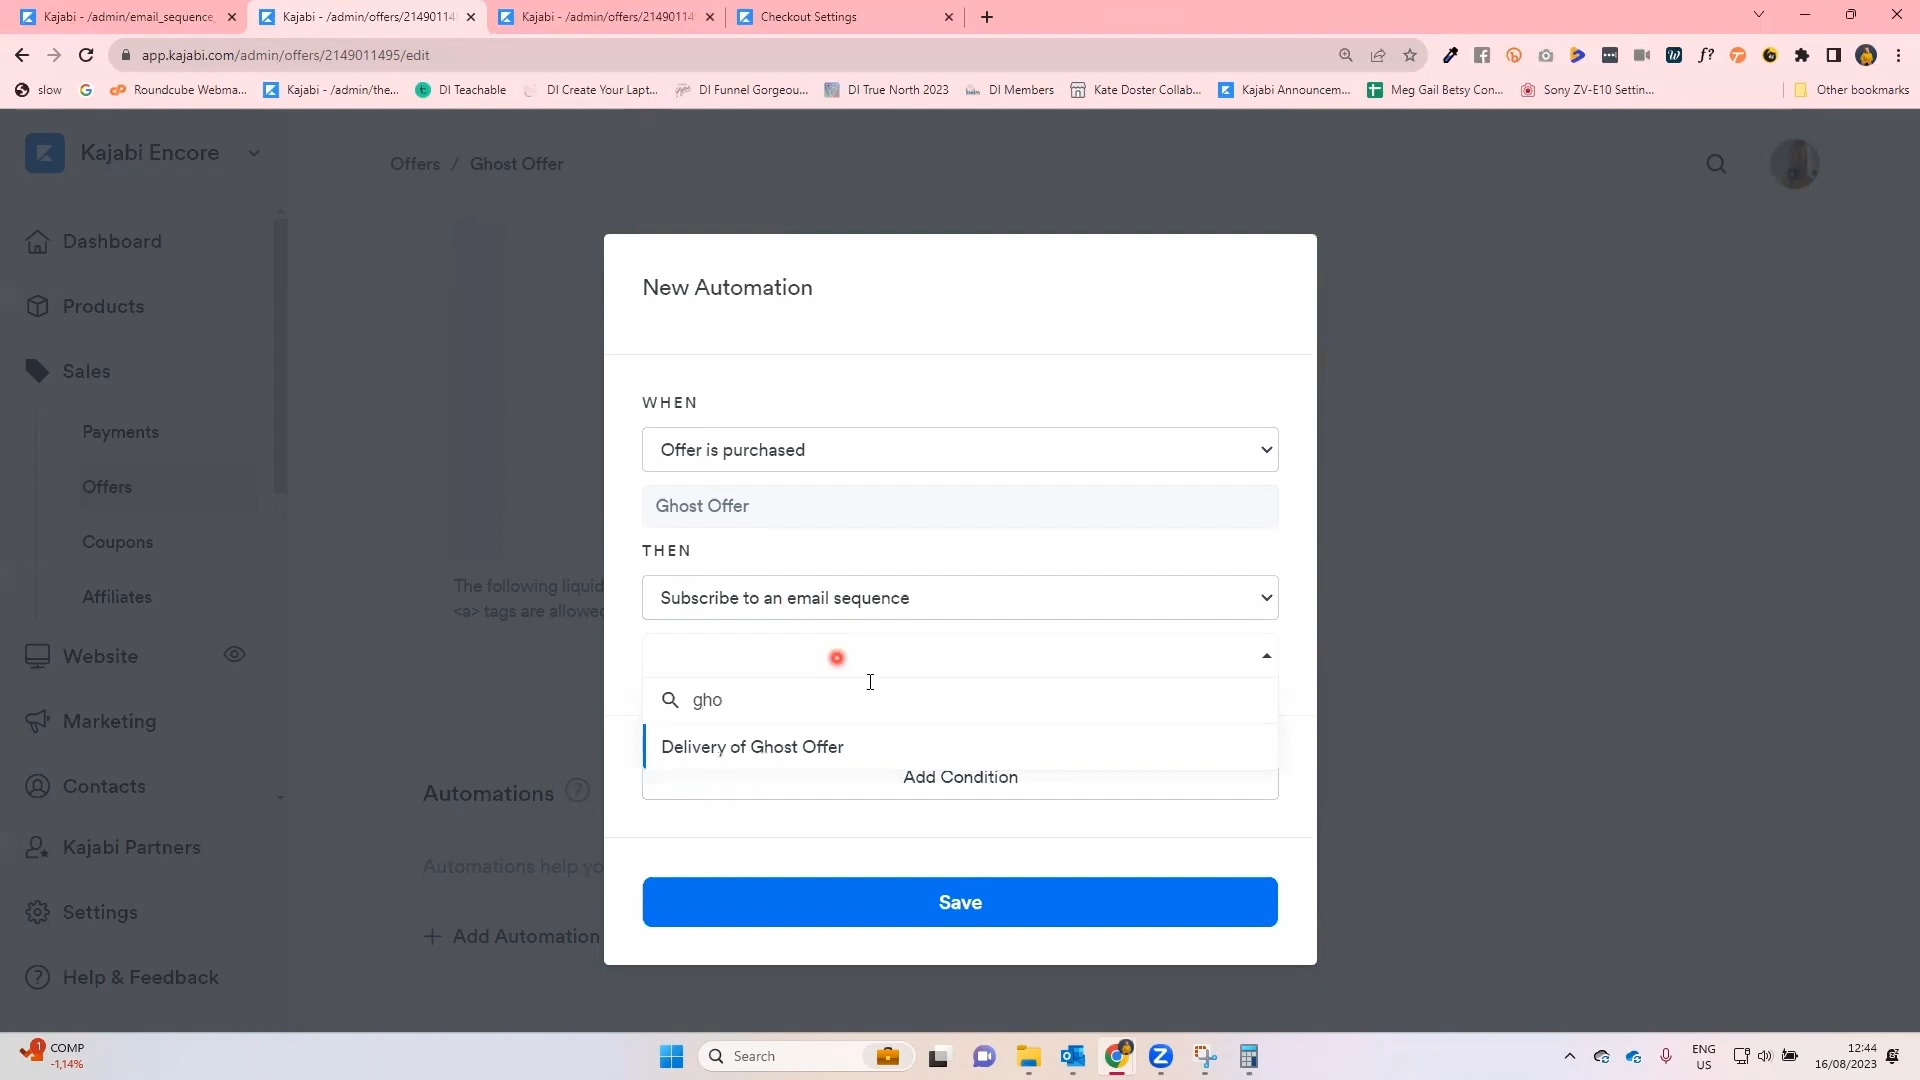 Kajabi - /admin/email_sequence_
Kajabi - /admin/offers/21490114
Kajabi - /admin/offers/21490114
Checkout Settings
app.kajabi.com/admin/offers/2149011495/edit
slow
Roundcube Webma...
Kajabi - /admin/the...
DI Teachable
DI Create Your Lapt...
DI Funnel Gorgeou...
DI True North 2023
DI Members
Kate Doster Collab...
Kajabi Announcem...
Meg Gail Betsy Con...
Sony ZV-E10 Settin...
Other bookmarks
Kajabi Encore
Offers / Ghost Offer
Dashboard
Products
Sales
Payments
Offers
Coupons
Affiliates
Website
Marketing
Contacts
Kajabi Partners
Settings
Help & Feedback
The following liquid
<a> tags are allowed
Automations
Automations help yo
Add Automation
New Automation
WHEN
Offer is purchased
Ghost Offer
THEN
Subscribe to an email sequence
gho
Delivery of Ghost Offer
Add Condition
Save
1
COMP
-1,14%
Search
ENG
US
12:44
16/08/2023